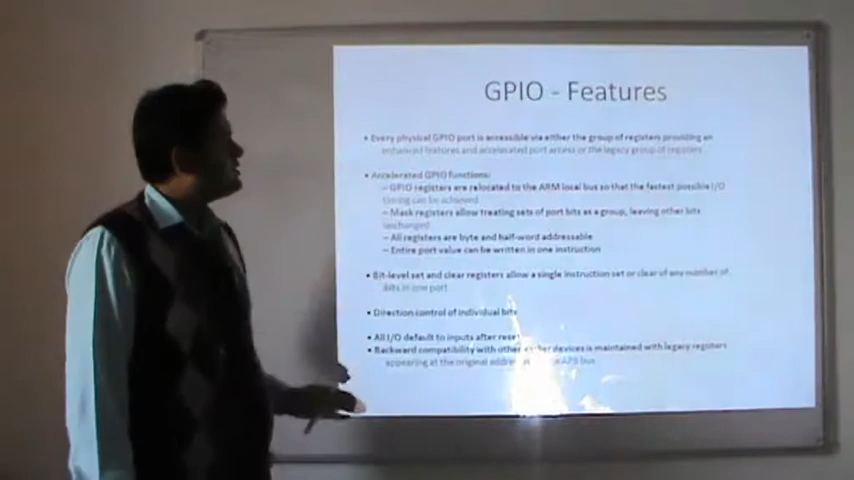 GPIO - Features
• Every physical GPIO port is accessible via either the group of registers providing an
enhanced features and accelerated port access or the legacy group of registers
• Accelerated GPIO functions:
– GPIO registers are relocated to the ARM local bus so that the fastest possible I/O
timing can be achieved
– Mask registers allow treating sets of port bits as a group, leaving other bits
unchanged
– All registers are byte and half-word addressable
– Entire port value can be written in one instruction
• Bit-level set and clear registers allow a single instruction set or clear of any number of
bits in one port
• Direction control of individual bits
• All I/O default to inputs after reset
• Backward compatibility with other devices is maintained with legacy registers
appearing at the original APB bus